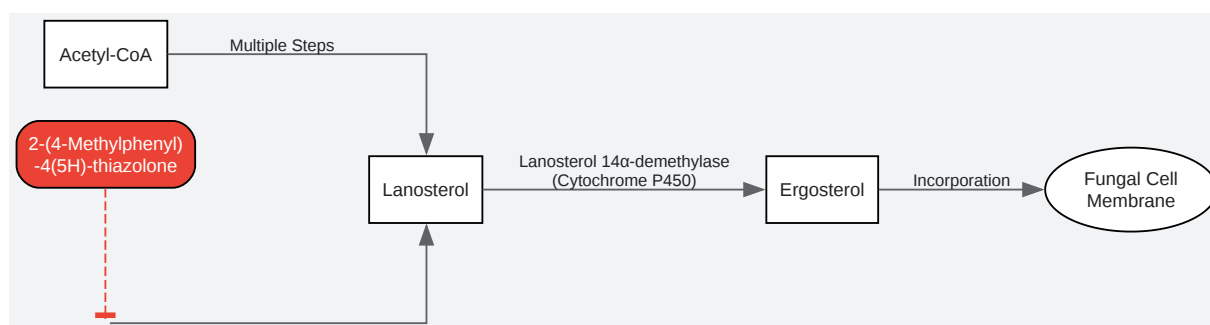 Acetyl-CoA
Multiple Steps
2-(4-Methylphenyl)
-4(5H)-thiazolone
Lanosterol
Lanosterol 14α-demethylase
(Cytochrome P450)
Ergosterol
Incorporation
Fungal Cell
Membrane